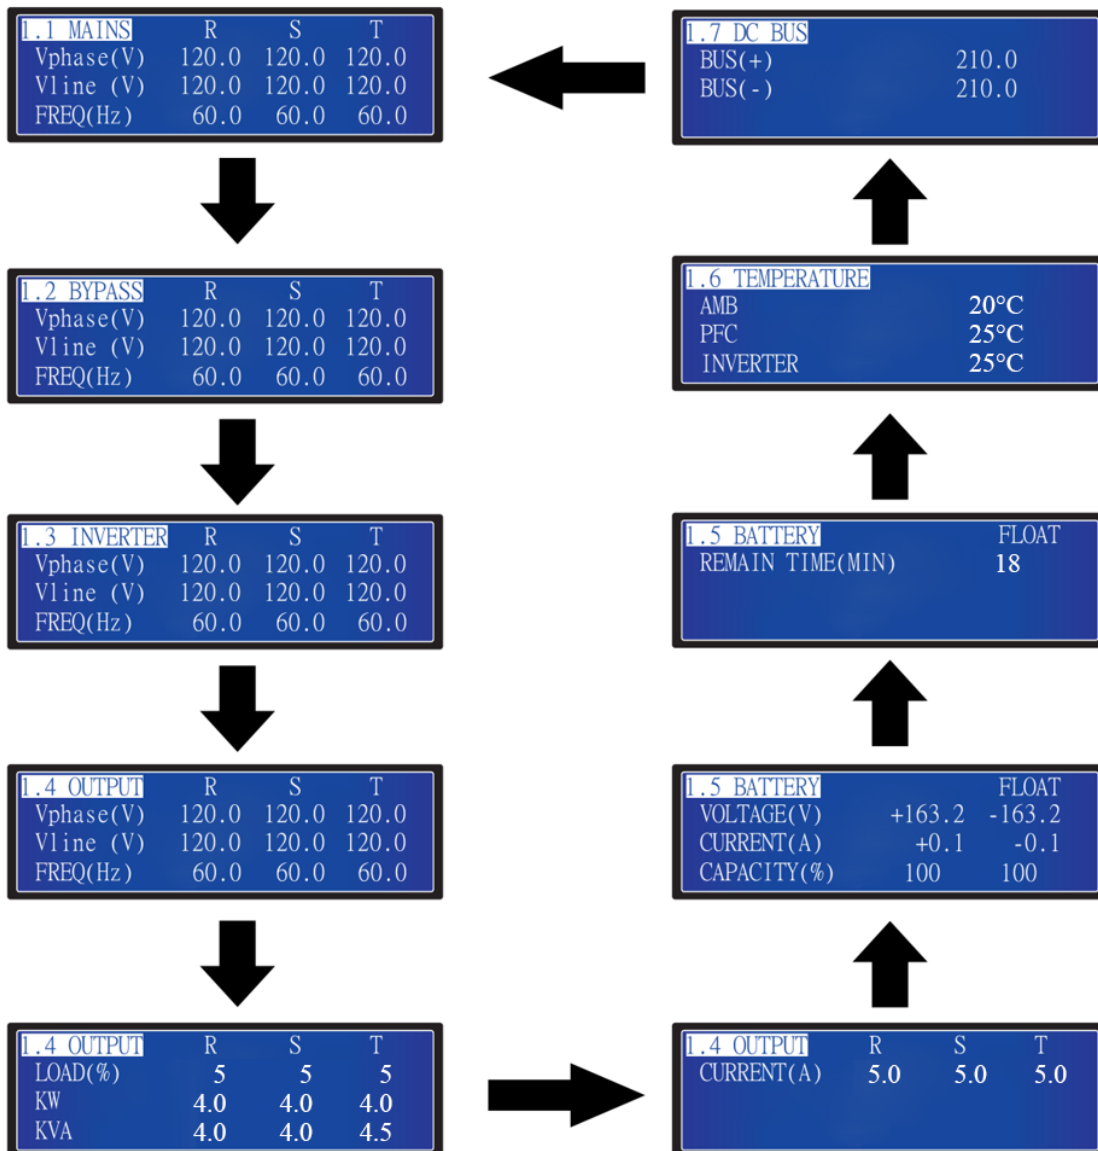 1.1 MAINS R S T
Vphase(V) 120.0 120.0 120.0
Vline (V) 120.0 120.0 120.0
FREQ(Hz) 60.0 60.0 60.0
1.2 BYPASS R S T
Vphase(V) 120.0 120.0 120.0
Vline (V) 120.0 120.0 120.0
FREQ(Hz) 60.0 60.0 60.0
1.3 INVERTER R S T
Vphase(V) 120.0 120.0 120.0
Vline (V) 120.0 120.0 120.0
FREQ(Hz) 60.0 60.0 60.0
1.4 OUTPUT R S T
Vphase(V) 120.0 120.0 120.0
Vline (V) 120.0 120.0 120.0
FREQ(Hz) 60.0 60.0 60.0
1.4 OUTPUT R S T
LOAD(%) 5 5 5
KW 4.0 4.0 4.0
KVA 4.0 4.0 4.5
1.4 OUTPUT R S T
CURRENT(A) 5.0 5.0 5.0
1.5 BATTERY FLOAT
VOLTAGE(V) +163.2 -163.2
CURRENT(A) +0.1 -0.1
CAPACITY(%) 100 100
1.5 BATTERY FLOAT
REMAIN TIME(MIN) 18
1.6 TEMPERATURE
AMB 20°C
PFC 25°C
INVERTER 25°C
1.7 DC BUS
BUS(+) 210.0
BUS(-) 210.0